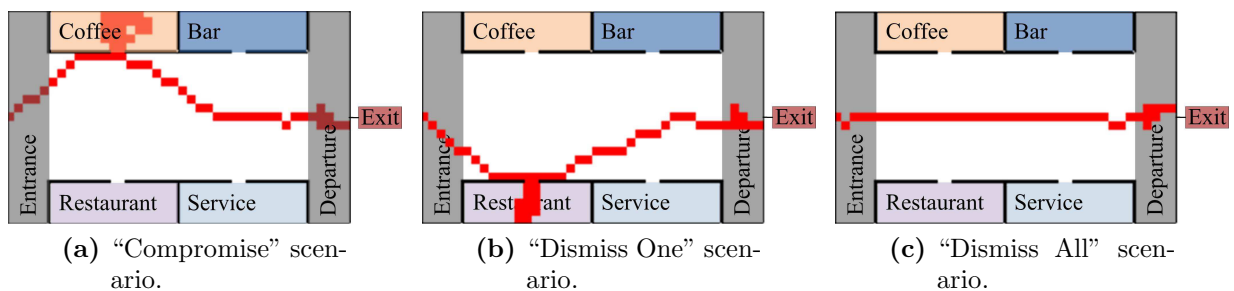 Coffee Bar
Exit
Entrance
Departure
Restaurant Service
(a) “Compromise” scen-
ario.
Coffee Bar
Exit
Entrance
Departure
Restaurant Service
(b) “Dismiss One” scen-
ario.
Coffee Bar
Exit
Entrance
Departure
Restaurant Service
(c) “Dismiss All” scen-
ario.